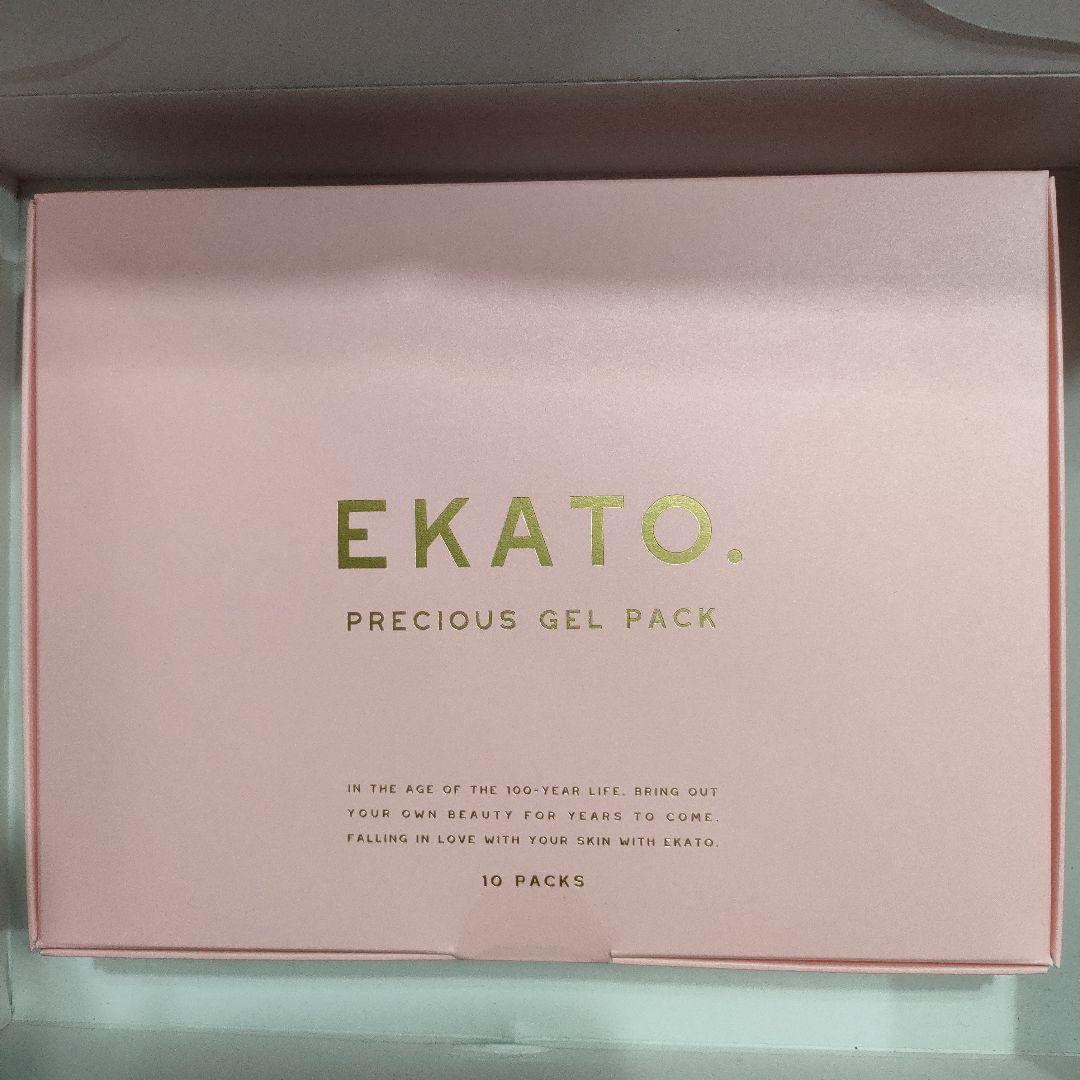 EKATO.
PRECIOUS GEL PACK
IN THE AGE OF THE 100-YEAR LIFE. BRING OUT
YOUR OWN BEAUTY FOR YEARS TO COME.
FALLING IN LOVE WITH YOUR SKIN WITH EKATO.
10 PACKS